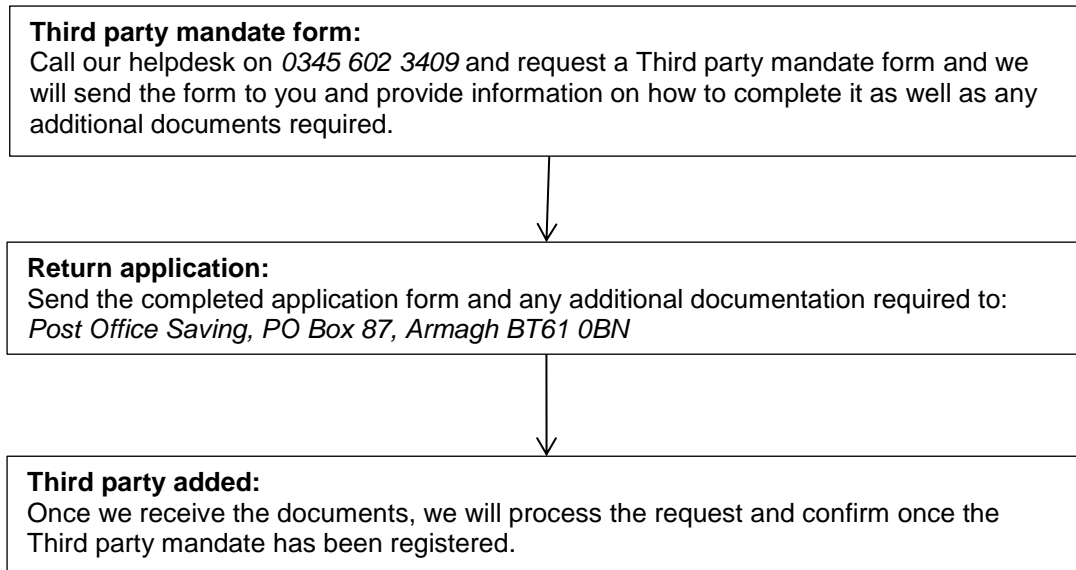 Third party mandate form:
Call our helpdesk on 0345 602 3409 and request a Third party mandate form and we
will send the form to you and provide information on how to complete it as well as any
additional documents required.
Return application:
Send the completed application form and any additional documentation required to:
Post Office Saving, PO Box 87, Armagh BT61 0BN
Third party added:
Once we receive the documents, we will process the request and confirm once the
Third party mandate has been registered.